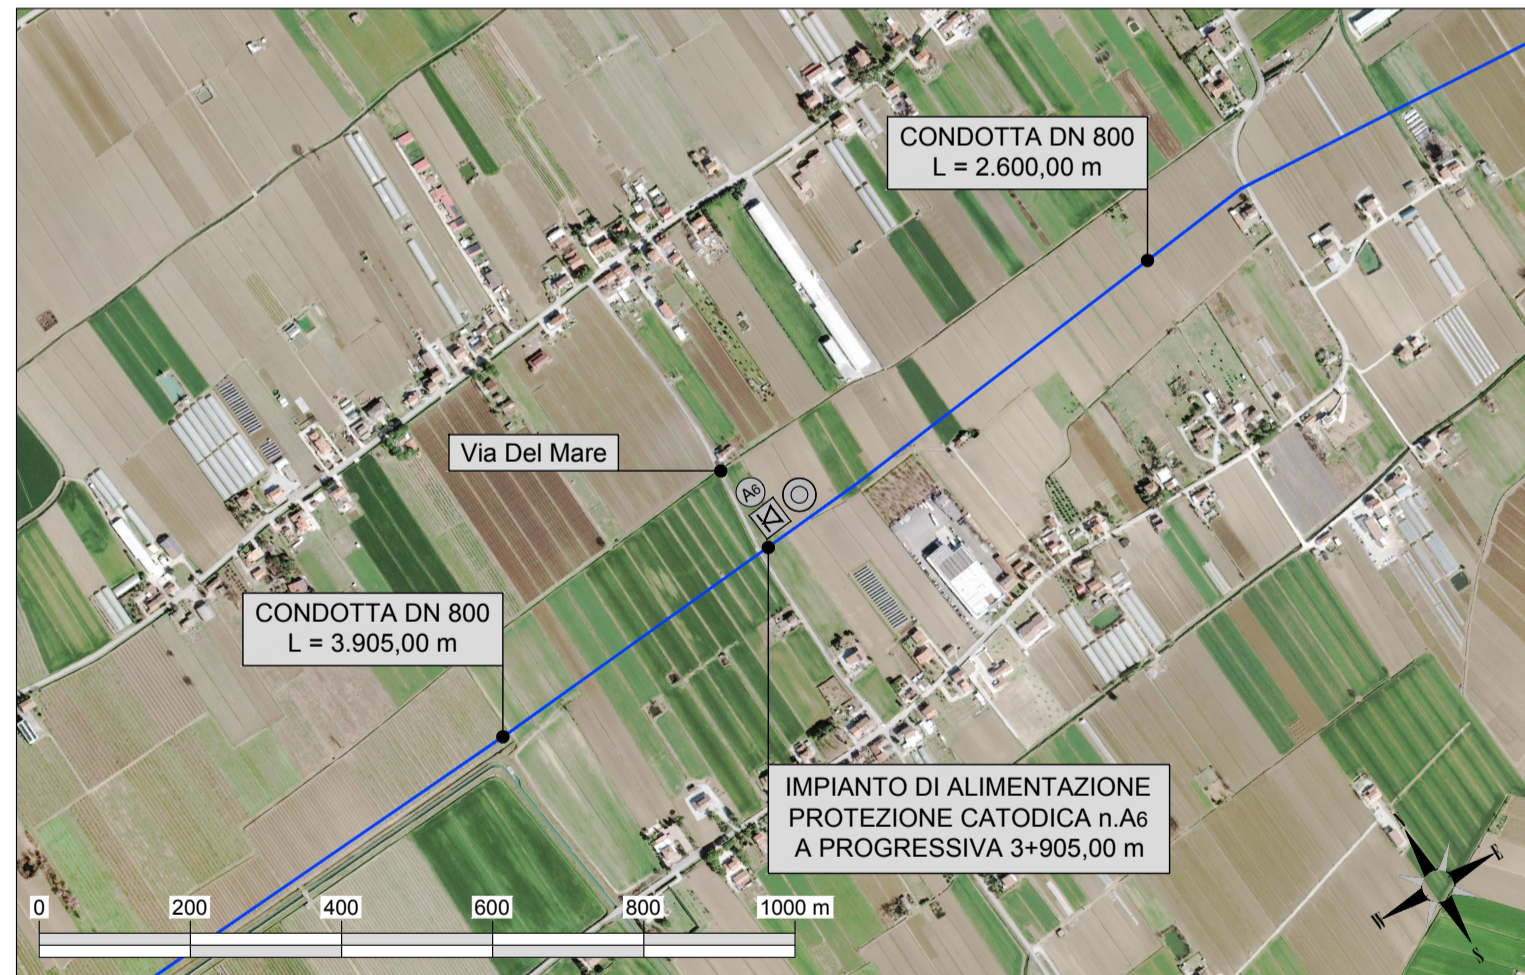 CONDOTTA DN 800
L = 2.600,00 m
Via Del Mare
A6
CONDOTTA DN 800
L = 3.905,00 m
IMPIANTO DI ALIMENTAZIONE
PROTEZIONE CATODICA n.A6
A PROGRESSIVA 3+905,00 m
0 200 400 600 800 1000 m
E
W
S